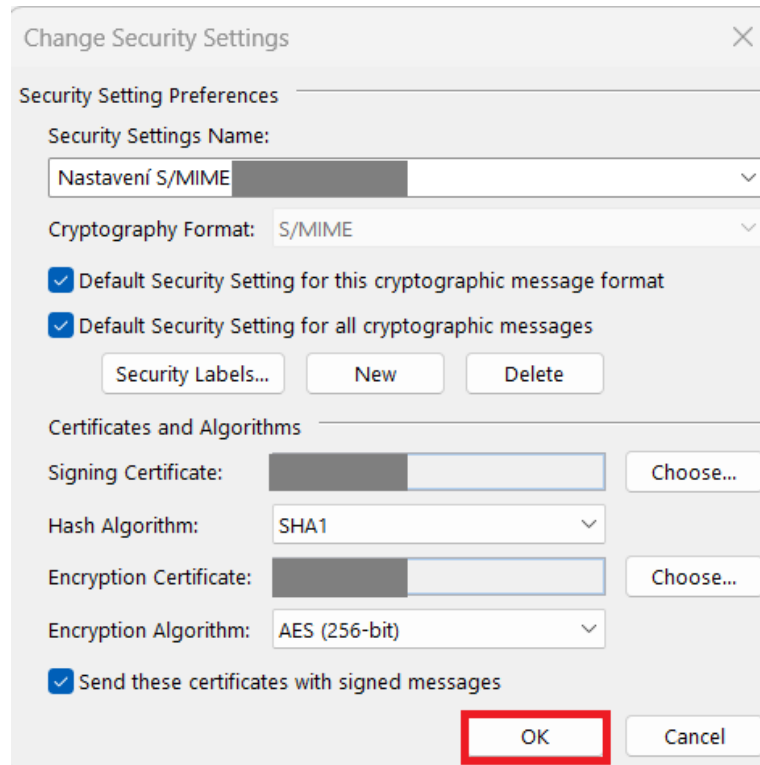 Change Security Settings
Security Setting Preferences
Security Settings Name:
Nastavení S/MIME
Cryptography Format: S/MIME
Default Security Setting for this cryptographic message format
Default Security Setting for all cryptographic messages
Security Labels... New Delete
Certificates and Algorithms
Signing Certificate: Choose...
Hash Algorithm: SHA1
Encryption Certificate: Choose...
Encryption Algorithm: AES (256-bit)
Send these certificates with signed messages
OK Cancel